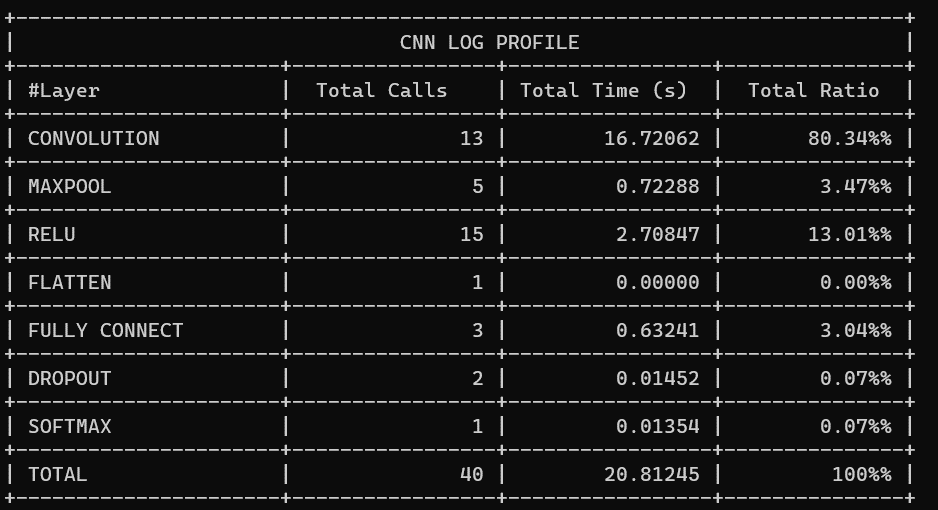 CNN LOG PROFILE
#Layer | Total Calls | Total Time (s) | Total Ratio
CONVOLUTION | 13 | 16.72062 | 80.34%%
MAXPOOL | 5 | 0.72288 | 3.47%%
RELU | 15 | 2.70847 | 13.01%%
FLATTEN | 1 | 0.00000 | 0.00%%
FULLY CONNECT | 3 | 0.63241 | 3.04%%
DROPOUT | 2 | 0.01452 | 0.07%%
SOFTMAX | 1 | 0.01354 | 0.07%%
TOTAL | 40 | 20.81245 | 100%%